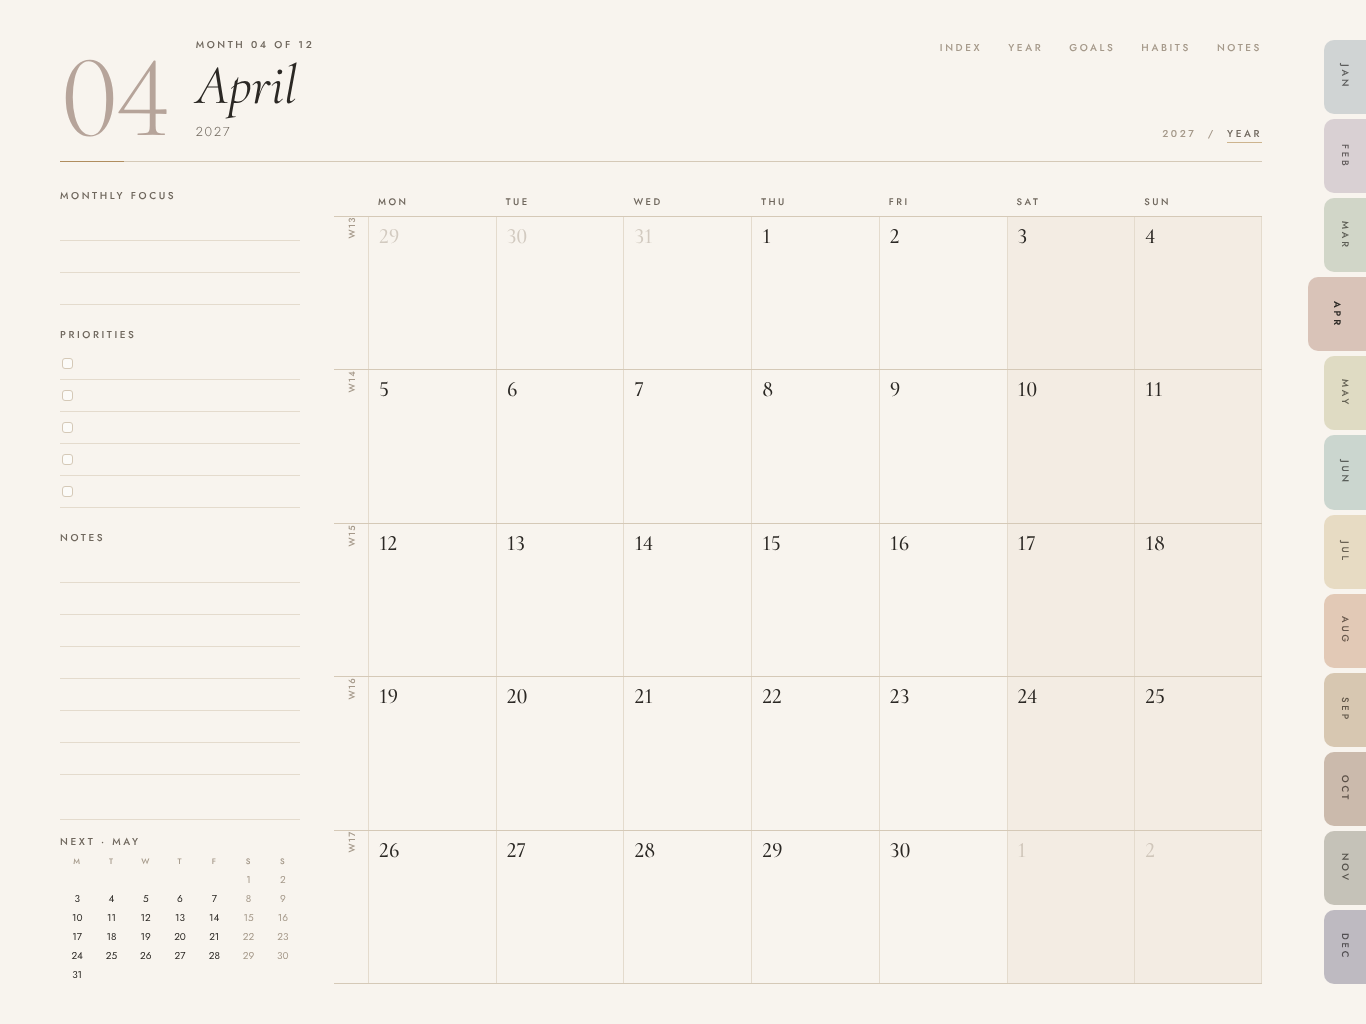 04
MONTH 04 OF 12
April
2027
INDEX YEAR GOALS HABITS NOTES
2027 / YEAR
MONTHLY FOCUS
PRIORITIES
NOTES
NEXT · MAY
M T W T F S S
1 2
3 4 5 6 7 8 9
10 11 12 13 14 15 16
17 18 19 20 21 22 23
24 25 26 27 28 29 30
31
MON TUE WED THU FRI SAT SUN
W13 29 30 31 1 2 3 4
W14 5 6 7 8 9 10 11
W15 12 13 14 15 16 17 18
W16 19 20 21 22 23 24 25
W17 26 27 28 29 30 1 2
JAN
FEB
MAR
APR
MAY
JUN
JUL
AUG
SEP
OCT
NOV
DEC